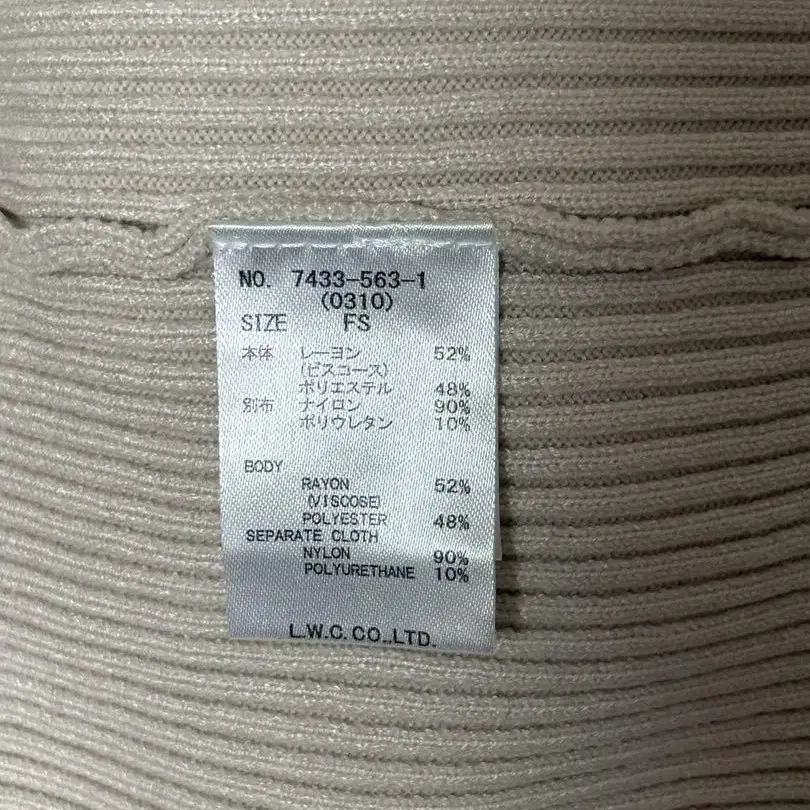 NO. 7433-563-1
(0310)
SIZE FS
本体 レーヨン 52%
(ビスコース)
ポリエステル 48%
別布 ナイロン 90%
ポリウレタン 10%
BODY
RAYON 52%
(VISCOSE)
POLYESTER 48%
SEPARATE CLOTH
NYLON 90%
POLYURETHANE 10%
L.W.C.CO.,LTD.